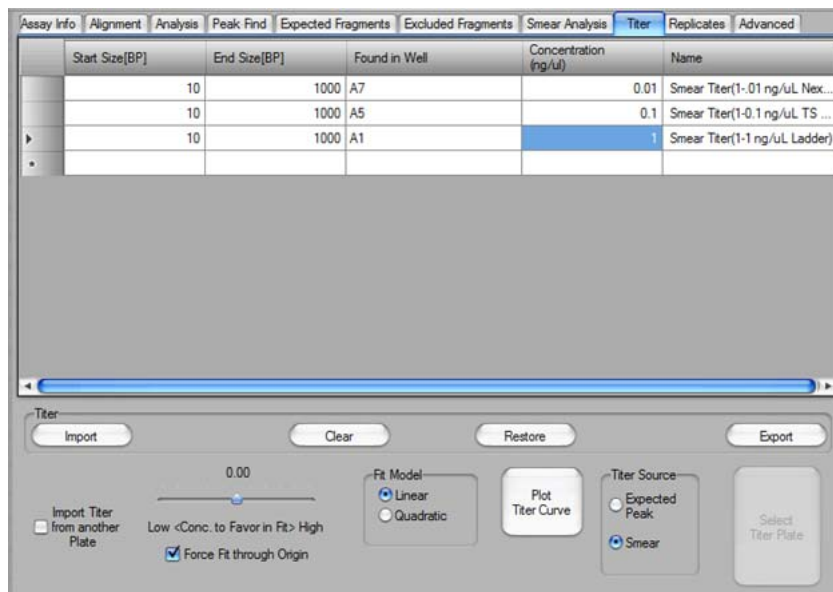 Assay Info Alignment Analysis Peak Find Expected Fragments Excluded Fragments Smear Analysis Titer Replicates Advanced
Start Size[BP] End Size[BP] Found in Well Concentration (ng/ul) Name
10 1000 A7 0.01 Smear Titer(1-.01 ng/uL Nex...
10 1000 A5 0.1 Smear Titer(1-0.1 ng/uL TS ...
10 1000 A1 1 Smear Titer(1-1 ng/uL Ladder)
Titer
Import Clear Restore Export
0.00
Import Titer from another Plate
Low <Conc. to Favor in Fit> High
Force Fit through Origin
Fit Model
Linear
Quadratic
Plot
Titer Curve
Titer Source
Expected
Peak
Smear
Select
Titer Plate